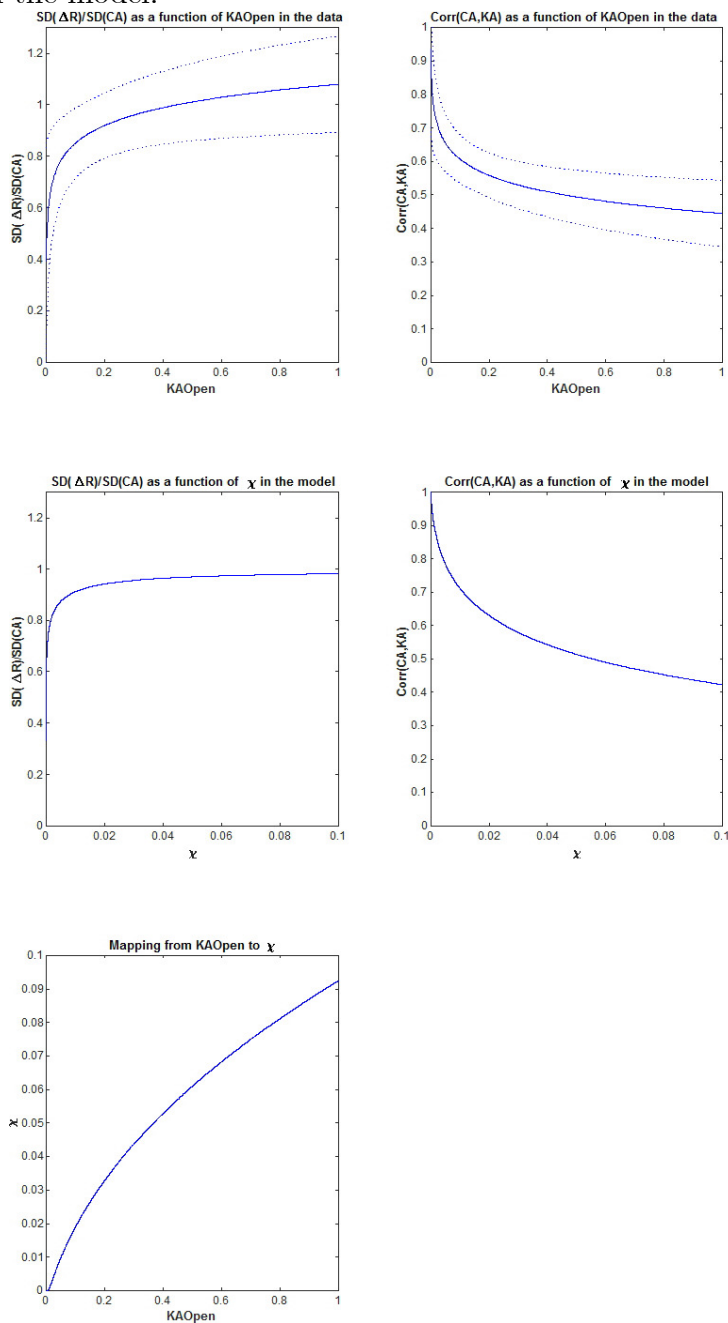 the model.
SD( ΔR)/SD(CA) as a function of KAOpen in the data
1.2
1
0.8
0.6
0.4
0.2
0
SD( ΔR)/SD(CA)
0 0.2 0.4 0.6 0.8 1
KAOpen
Corr(CA,KA) as a function of KAOpen in the data
1
0.9
0.8
0.7
0.6
0.5
0.4
0.3
0.2
0.1
0
Corr(CA,KA)
0 0.2 0.4 0.6 0.8 1
KAOpen
SD( ΔR)/SD(CA) as a function of χ in the model
1.2
1
0.8
0.6
0.4
0.2
0
SD( ΔR)/SD(CA)
0 0.02 0.04 0.06 0.08 0.1
χ
Corr(CA,KA) as a function of χ in the model
1
0.9
0.8
0.7
0.6
0.5
0.4
0.3
0.2
0.1
0
Corr(CA,KA)
0 0.02 0.04 0.06 0.08 0.1
χ
Mapping from KAOpen to χ
0.1
0.09
0.08
0.07
0.06
0.05
0.04
0.03
0.02
0.01
0
χ
0 0.2 0.4 0.6 0.8 1
KAOpen